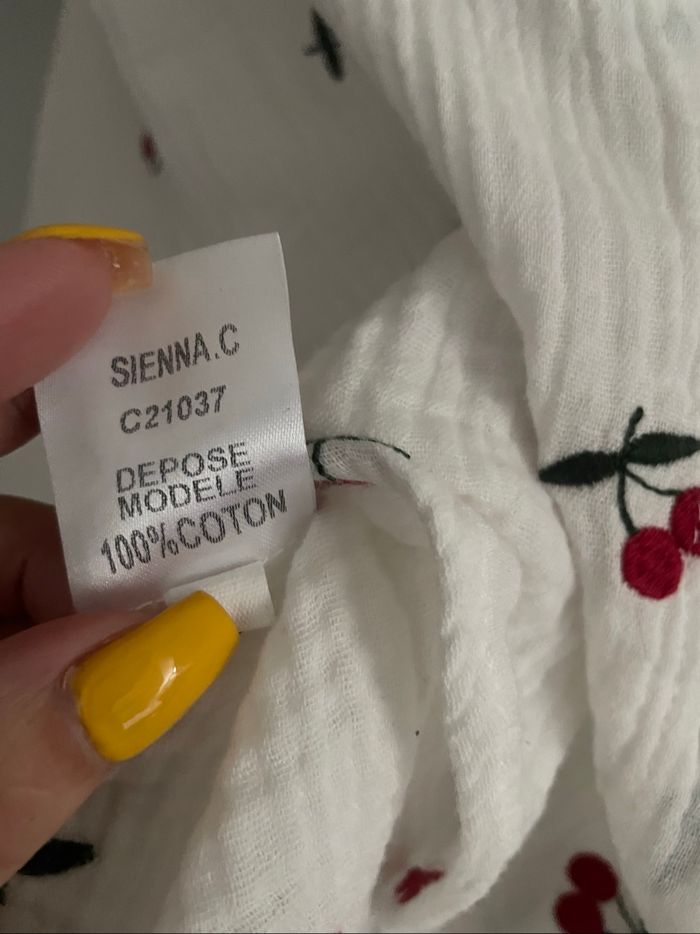 SIENNA.C
C21037
DEPOSE
MODELE
100%COTON